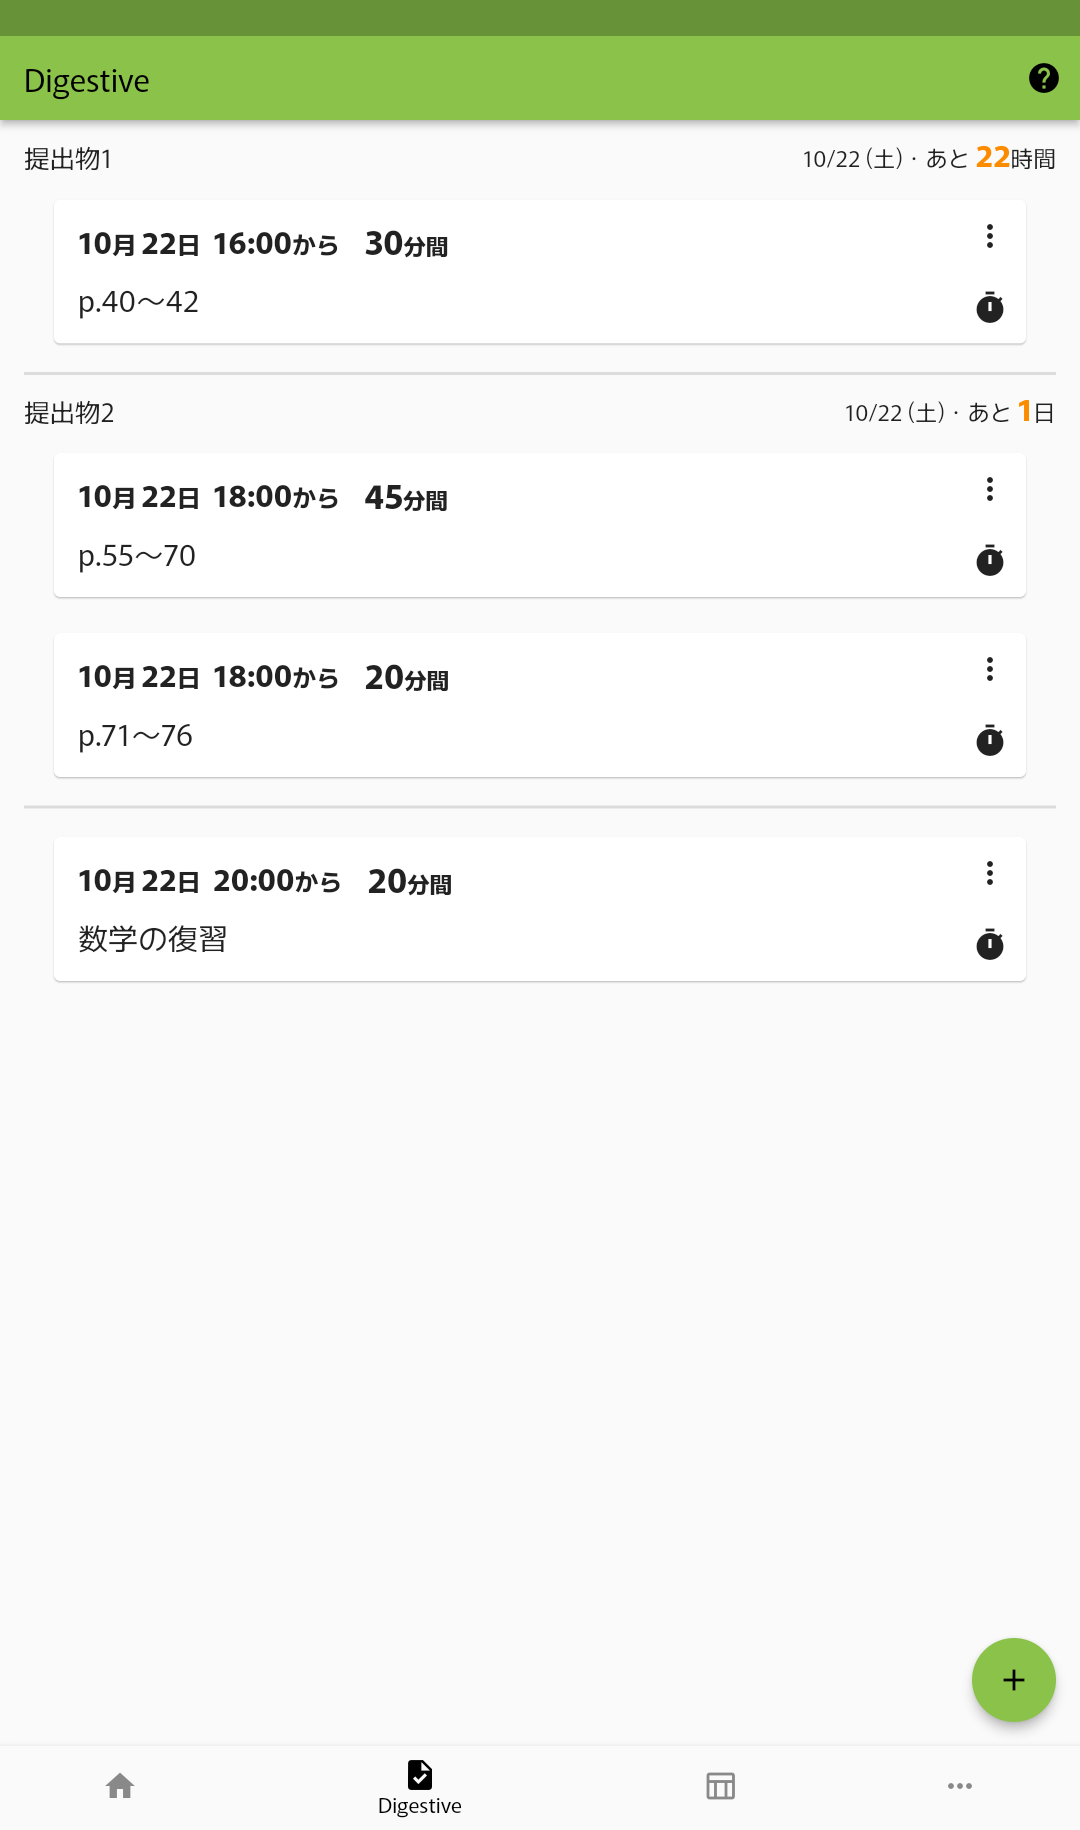 Digestive
提出物1 10/22 (土)・あと 22時間
10月 22日 16:00から 30分間
p.40～42
提出物2 10/22 (土)・あと 1日
10月 22日 18:00から 45分間
p.55～70
10月 22日 18:00から 20分間
p.71～76
10月 22日 20:00から 20分間
数学の復習
Digestive